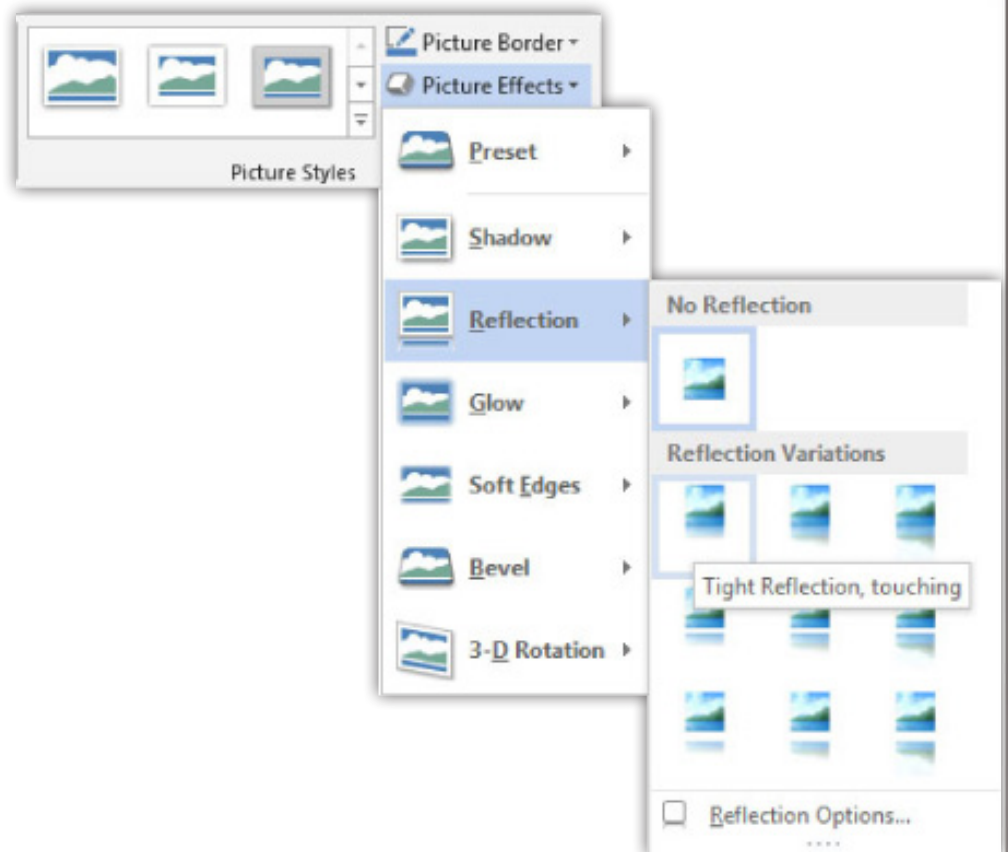 Picture Border
Picture Effects
Picture Styles
Preset
Shadow
Reflection
Glow
Soft Edges
Bevel
3-D Rotation
No Reflection
Reflection Variations
Tight Reflection, touching
Reflection Options...